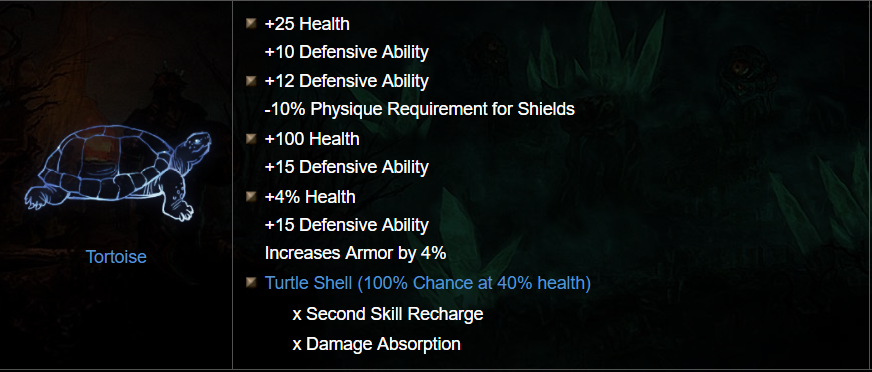 +25 Health
+10 Defensive Ability
+12 Defensive Ability
-10% Physique Requirement for Shields
+100 Health
+15 Defensive Ability
+4% Health
+15 Defensive Ability
Increases Armor by 4%
Turtle Shell (100% Chance at 40% health)
x Second Skill Recharge
x Damage Absorption
Tortoise